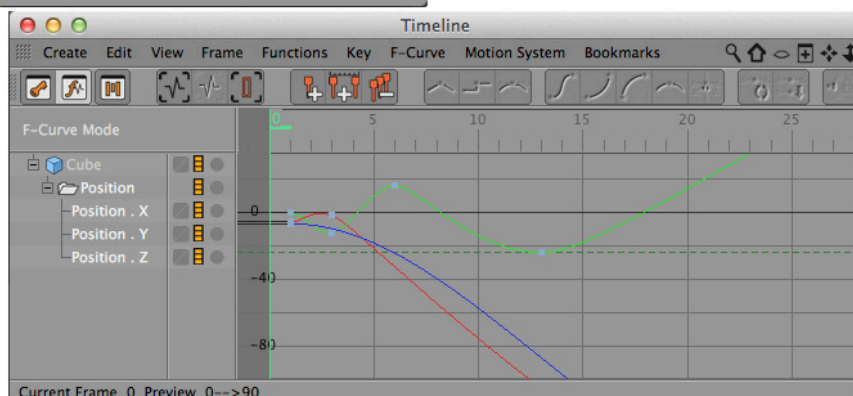 Timeline
Create Edit View Frame Functions Key F-Curve Motion System Bookmarks
F-Curve Mode
0 5 10 15 20 25
Cube
Position
Position . X
Position . Y
Position . Z
0
-40
-80
Current Frame 0 Preview 0-->90